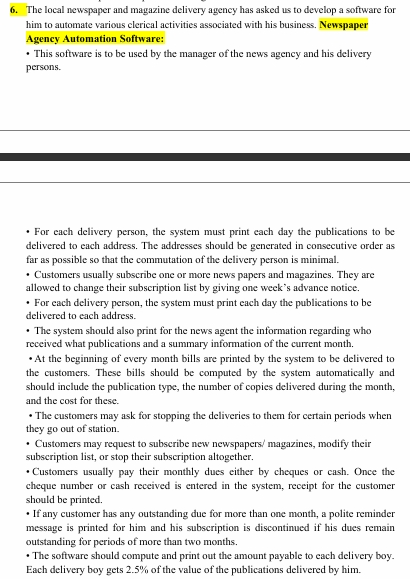 6. The local newspaper and magazine delivery agency has asked us to develop a software for
him to automate various clerical activities associated with his business. Newspaper
Agency Automation Software:
• This software is to be used by the manager of the news agency and his delivery
persons.
• For each delivery person, the system must print each day the publications to be
delivered to each address. The addresses should be generated in consecutive order as
far as possible so that the commutation of the delivery person is minimal.
• Customers usually subscribe one or more news papers and magazines. They are
allowed to change their subscription list by giving one week's advance notice.
• For each delivery person, the system must print each day the publications to be
delivered to each address.
• The system should also print for the news agent the information regarding who
received what publications and a summary information of the current month.
• At the beginning of every month bills are printed by the system to be delivered to
the customers. These bills should be computed by the system automatically and
should include the publication type, the number of copies delivered during the month,
and the cost for these.
• The customers may ask for stopping the deliveries to them for certain periods when
they go out of station.
• Customers may request to subscribe new newspapers/ magazines, modify their
subscription list, or stop their subscription altogether.
• Customers usually pay their monthly dues either by cheques or cash. Once the
cheque number or cash received is entered in the system, receipt for the customer
should be printed.
• If any customer has any outstanding due for more than one month, a polite reminder
message is printed for him and his subscription is discontinued if his dues remain
outstanding for periods of more than two months.
• The software should compute and print out the amount payable to each delivery boy.
Each delivery boy gets 2.5% of the value of the publications delivered by him.